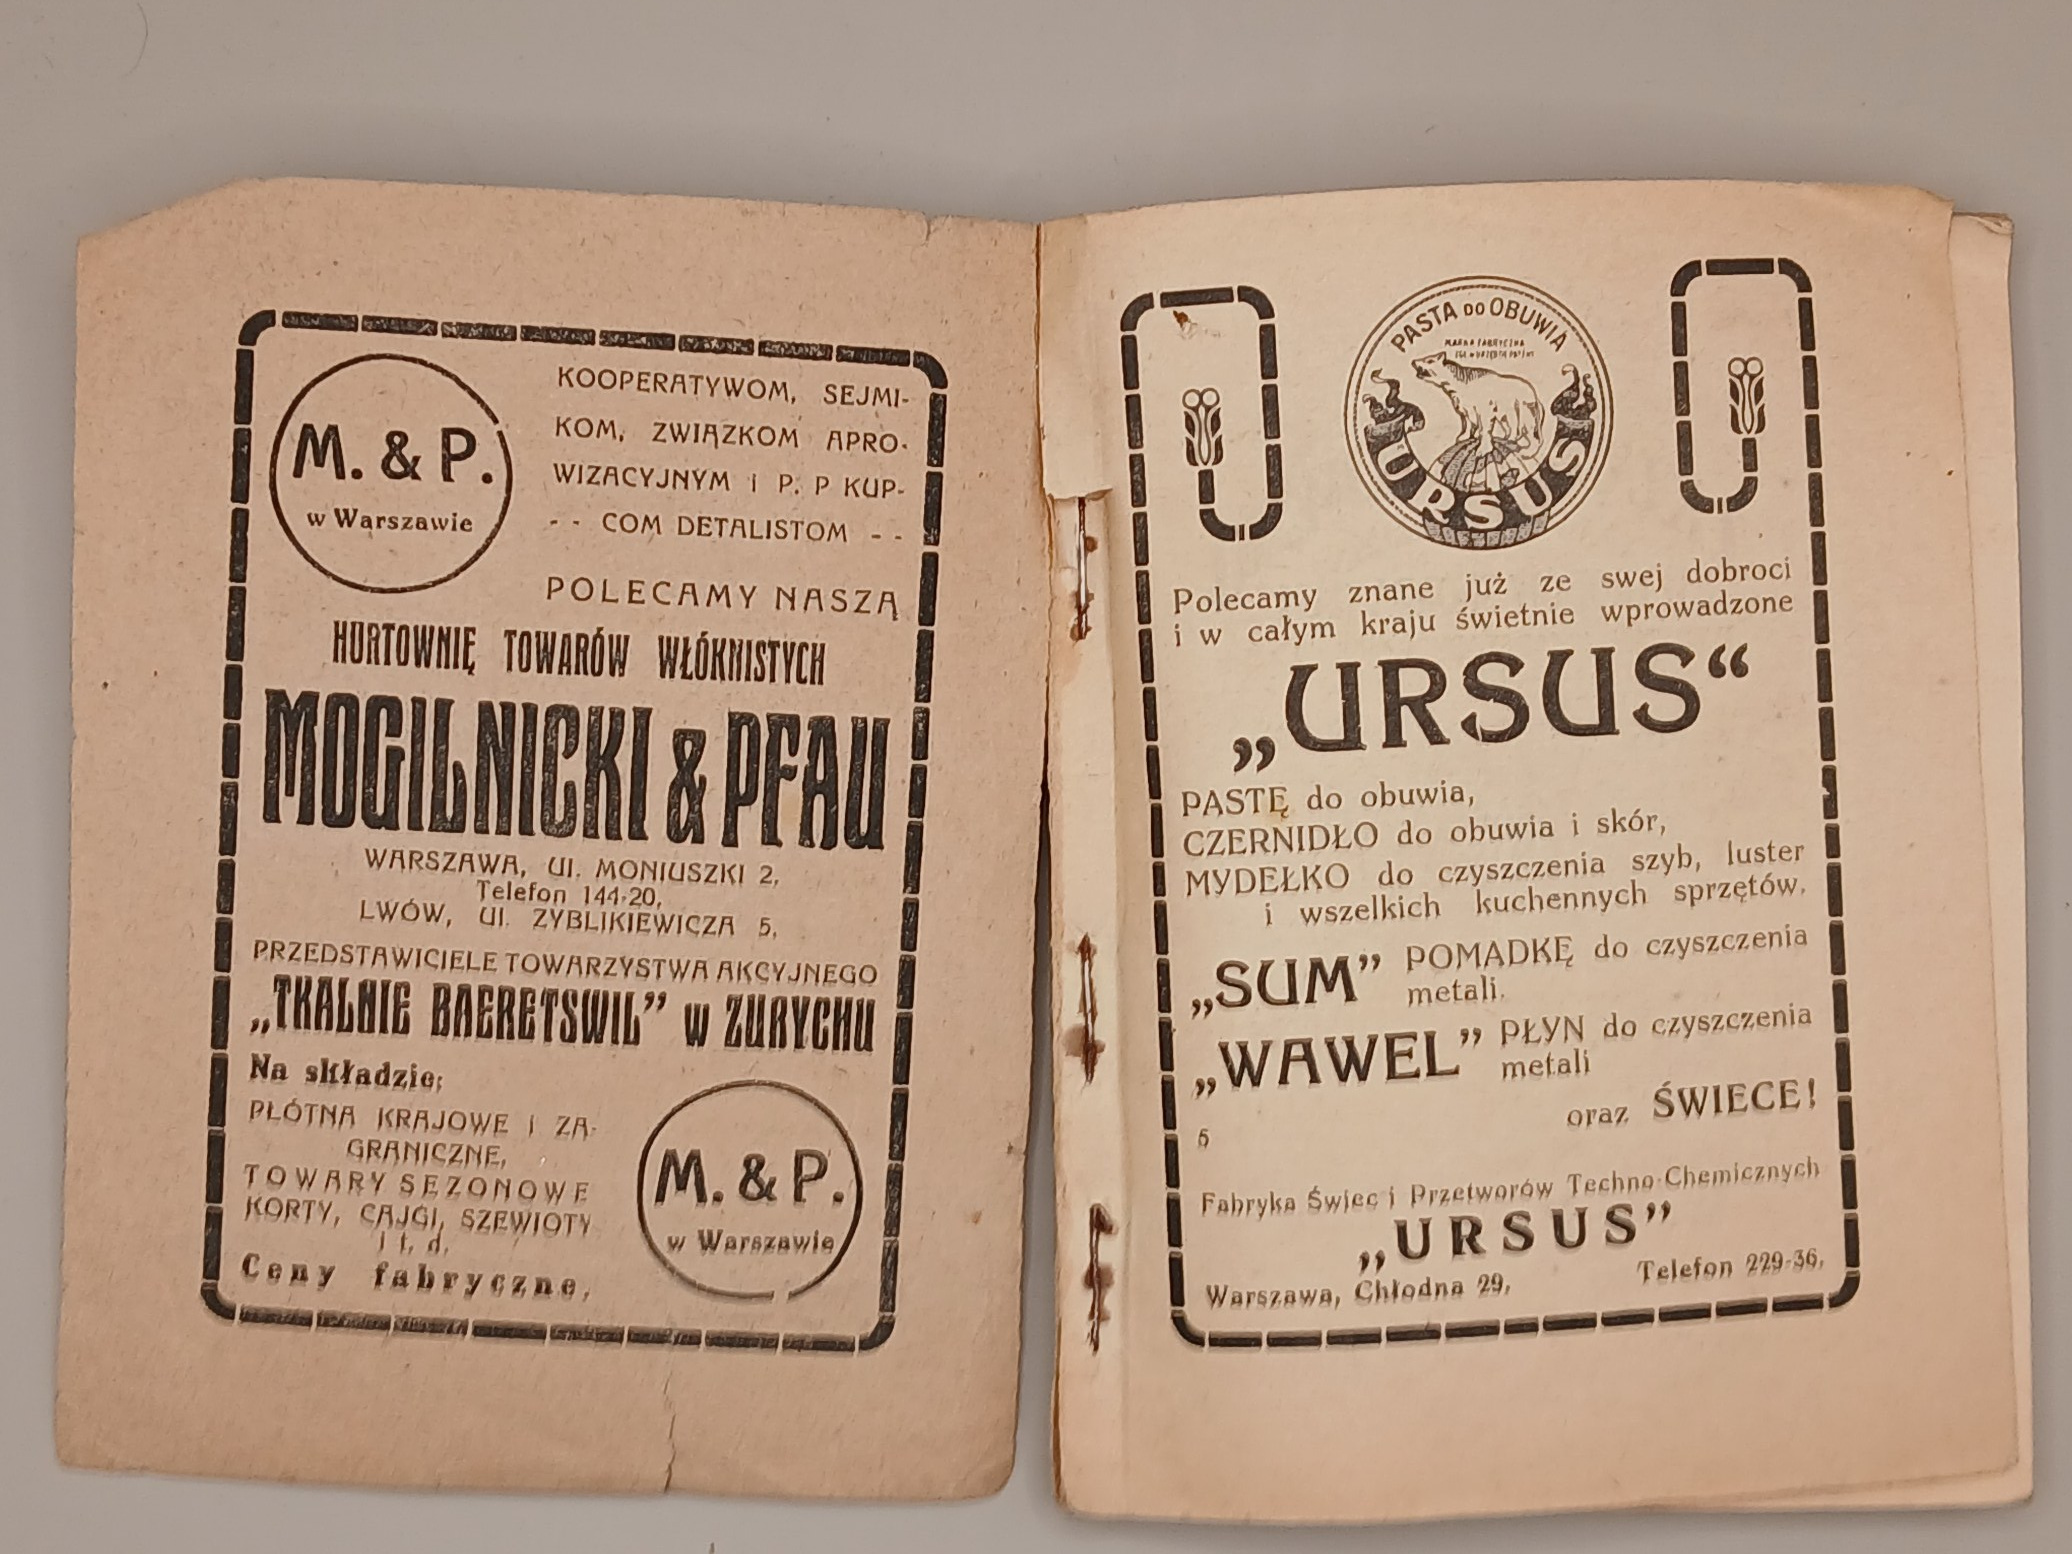 M. & P.
w Warszawie
KOOPERATYWOM, SEJMI-
KOM, ZWIĄZKOM APRO-
WIZACYJNYM I P. P KUP-
- - COM DETALISTOM - -
POLECAMY NASZĄ
HURTOWNIĘ TOWARÓW WŁÓKNISTYCH
MOGILNICKI & PFAU
WARSZAWA, Ul. MONIUSZKI 2,
Telefon 144-20,
LWÓW, Ul. ZYBLIKIEWICZA 5,
PRZEDSTAWICIELE TOWARZYSTWA AKCYJNEGO
„TKALNIE BAERETSWIL” w ZURYCHU
Na składzie;
PŁÓTNA KRAJOWE I ZA-
GRANICZNE,
TOWARY SEZONOWE
KORTY, CAJGI, SZEWIOTY
i t. d.
Ceny fabryczne,
M. & P.
w Warszawie
PASTA DO OBUWIA
MARKA FABRYCZNA
URSUS
Polecamy znane już ze swej dobroci
i w całym kraju świetnie wprowadzone
„URSUS“
PASTĘ do obuwia,
CZERNIDŁO do obuwia i skór,
MYDEŁKO do czyszczenia szyb, luster
i wszelkich kuchennych sprzętów,
„SUM” POMADKĘ do czyszczenia
metali,
„WAWEL” PŁYN do czyszczenia
metali
oraz ŚWIECE!
6
Fabryka Świec i Przetworów Techno-Chemicznych
„URSUS”
Warszawa, Chłodna 29, Telefon 229-36,